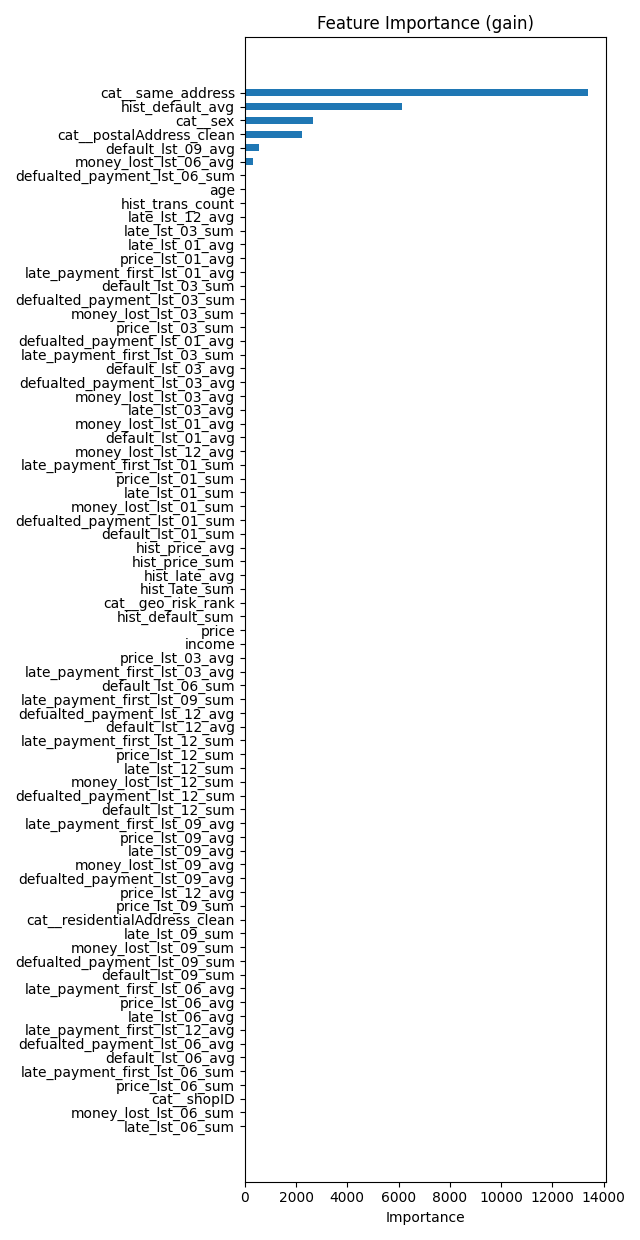 Feature Importance (gain)
cat__same_address
hist_default_avg
cat__sex
cat__postalAddress_clean
default_lst_09_avg
money_lost_lst_06_avg
defualted_payment_lst_06_sum
age
hist_trans_count
late_lst_12_avg
late_lst_03_sum
late_lst_01_avg
price_lst_01_avg
late_payment_first_lst_01_avg
default_lst_03_sum
defualted_payment_lst_03_sum
money_lost_lst_03_sum
price_lst_03_sum
defualted_payment_lst_01_avg
late_payment_first_lst_03_sum
default_lst_03_avg
defualted_payment_lst_03_avg
money_lost_lst_03_avg
late_lst_03_avg
money_lost_lst_01_avg
default_lst_01_avg
money_lost_lst_12_avg
late_payment_first_lst_01_sum
price_lst_01_sum
late_lst_01_sum
money_lost_lst_01_sum
defualted_payment_lst_01_sum
default_lst_01_sum
hist_price_avg
hist_price_sum
hist_late_avg
hist_late_sum
cat__geo_risk_rank
hist_default_sum
price
income
price_lst_03_avg
late_payment_first_lst_03_avg
default_lst_06_sum
late_payment_first_lst_09_sum
defualted_payment_lst_12_avg
default_lst_12_avg
late_payment_first_lst_12_sum
price_lst_12_sum
late_lst_12_sum
money_lost_lst_12_sum
defualted_payment_lst_12_sum
default_lst_12_sum
late_payment_first_lst_09_avg
price_lst_09_avg
late_lst_09_avg
money_lost_lst_09_avg
defualted_payment_lst_09_avg
price_lst_12_avg
price_lst_09_sum
cat__residentialAddress_clean
late_lst_09_sum
money_lost_lst_09_sum
defualted_payment_lst_09_sum
default_lst_09_sum
late_payment_first_lst_06_avg
price_lst_06_avg
late_lst_06_avg
late_payment_first_lst_12_avg
defualted_payment_lst_06_avg
default_lst_06_avg
late_payment_first_lst_06_sum
price_lst_06_sum
cat__shopID
money_lost_lst_06_sum
late_lst_06_sum
0 2000 4000 6000 8000 10000 12000 14000
Importance